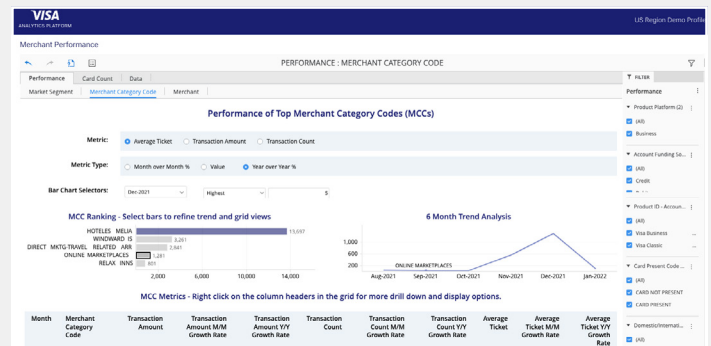 VISA
ANALYTICS PLATFORM
US Region Demo Profile
Merchant Performance
PERFORMANCE : MERCHANT CATEGORY CODE
Performance Card Count Data
Market Segment Merchant Category Code Merchant
Performance of Top Merchant Category Codes (MCCs)
Metric: Average Ticket Transaction Amount Transaction Count
Metric Type: Month over Month % Value Year over Year %
Bar Chart Selectors: Dec-2021 Highest 5
MCC Ranking - Select bars to refine trend and grid views
HOTELES MELIA 13,697
WINDWARD IS 3,261
DIRECT MKTG-TRAVEL RELATED ARR 2,841
ONLINE MARKETPLACES 1,281
RELAX INNS 801
2,000 6,000 10,000 14,000
6 Month Trend Analysis
1,000
600
200
ONLINE MARKETPLACES
Aug-2021 Sep-2021 Oct-2021 Nov-2021 Dec-2021 Jan-2022
MCC Metrics - Right click on the column headers in the grid for more drill down and display options.
Month Merchant Transaction Transaction Transaction Transaction Transaction Transaction Average Average Average
Category Amount Amount M/M Amount Y/Y Count Count M/M Count Y/Y Ticket Ticket M/M Ticket Y/Y
Code Growth Rate Growth Rate Growth Rate Growth Rate Growth Rate Growth
Rate
FILTER
Performance
Product Platform (2)
(All)
Business
Account Funding So...
(All)
Credit
Product ID - Accoun...
(All)
Visa Business ...
Visa Classic ...
Card Present Code ...
(All)
CARD NOT PRESENT
CARD PRESENT
Domestic/Internati...
(All)